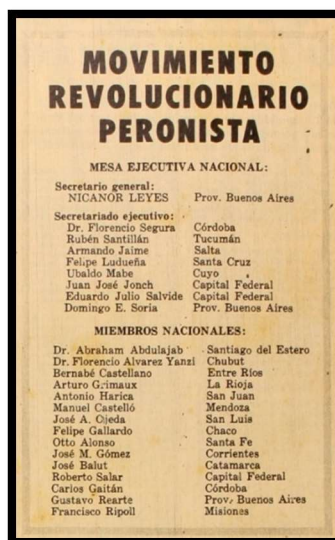 MOVIMIENTO
REVOLUCIONARIO
PERONISTA
MESA EJECUTIVA NACIONAL:
Secretario general:
NICANOR LEYES Prov. Buenos Aires
Secretariado ejecutivo:
Dr. Florencio Segura Córdoba
Rubén Santillán Tucumán
Armando Jaime Salta
Felipe Ludueña Santa Cruz
Ubaldo Mabe Cuyo
Juan José Jonch Capital Federal
Eduardo Julio Salvide Capital Federal
Domingo E. Soria Prov. Buenos Aires
MIEMBROS NACIONALES:
Dr. Abraham Abdulajab Santiago del Estero
Dr. Florencio Alvarez Yanzi Chubut
Bernabé Castellano Entre Ríos
Arturo Grimaux La Rioja
Antonio Harica San Juan
Manuel Castelló Mendoza
José A. Ojeda San Luis
Felipe Gallardo Chaco
Otto Alonso Santa Fe
José M. Gómez Corrientes
José Balut Catamarca
Roberto Salar Capital Federal
Carlos Gaitán Córdoba
Gustavo Rearte Prov. Buenos Aires
Francisco Ripoll Misiones